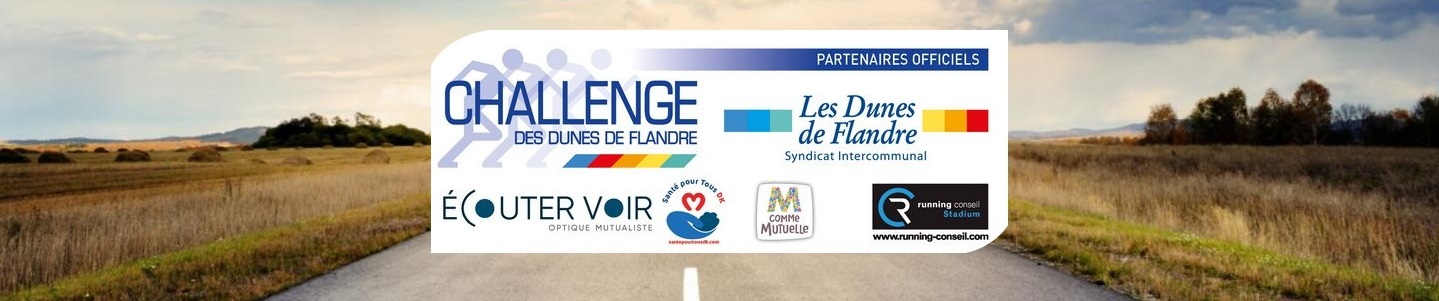 PARTENAIRES OFFICIELS
CHALLENGE
DES DUNES DE FLANDRE
Les Dunes
de Flandre
Syndicat Intercommunal
ÉCOUTER VOIR
OPTIQUE MUTUALISTE
Santé pour Tous DK
santepourtousdk.com
M
COMME
MUTUELLE
CR running conseil
Stadium
www.running-conseil.com